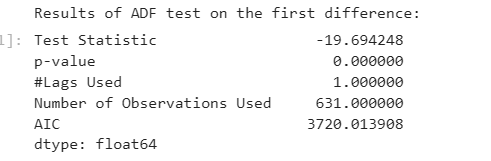 Results of ADF test on the first difference:
]: Test Statistic -19.694248
p-value 0.000000
#Lags Used 1.000000
Number of Observations Used 631.000000
AIC 3720.013908
dtype: float64